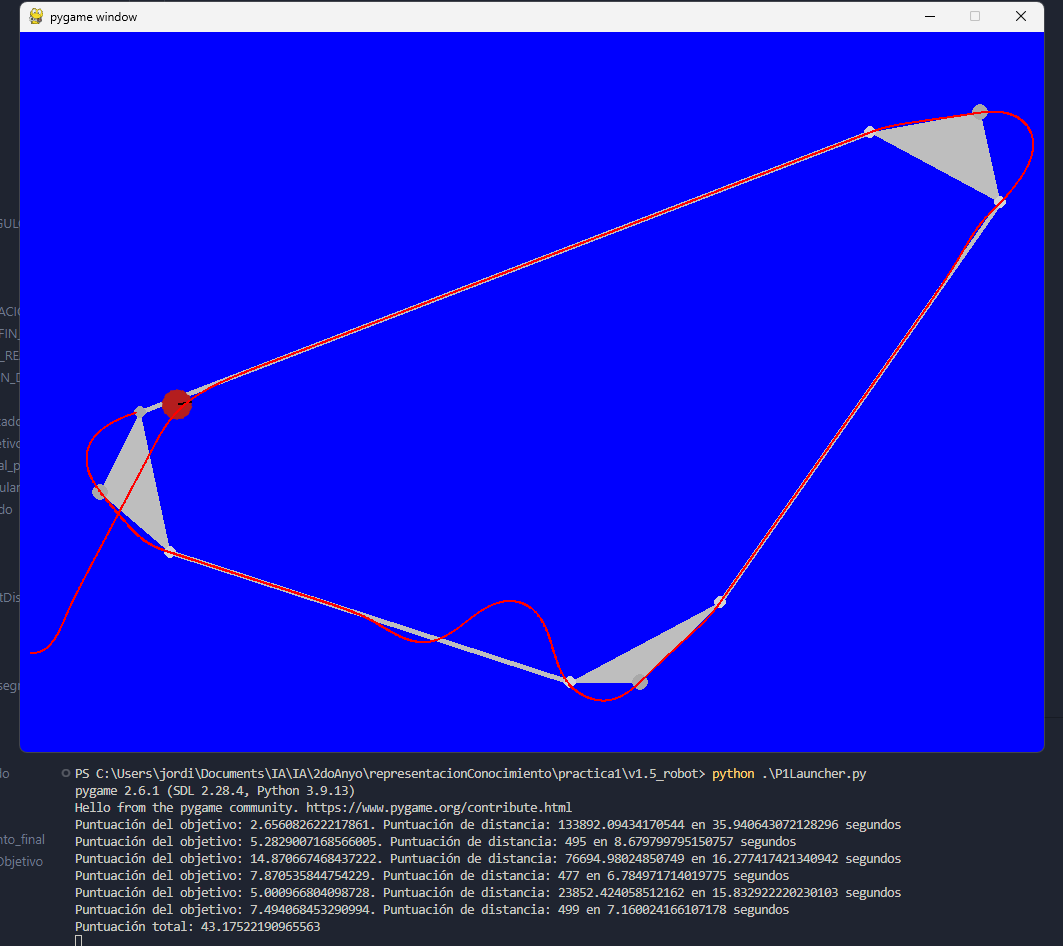 pygame window
GUL
ACIO
FIN_
_RE
N_D
cado
etivo
al_p
ular
do
tDis
segr
do
nto_final
Objetivo
PS C:\Users\jordi\Documents\IA\IA\2doAnyo\representacionConocimiento\practica1\v1.5_robot> python .\P1Launcher.py
pygame 2.6.1 (SDL 2.28.4, Python 3.9.13)
Hello from the pygame community. https://www.pygame.org/contribute.html
Puntuación del objetivo: 2.656082622217861. Puntuación de distancia: 133892.09434170544 en 35.940643072128296 segundos
Puntuación del objetivo: 5.2829007168566005. Puntuación de distancia: 495 en 8.679799795150757 segundos
Puntuación del objetivo: 14.870667468437222. Puntuación de distancia: 76694.98024850749 en 16.277417421340942 segundos
Puntuación del objetivo: 7.870535844754229. Puntuación de distancia: 477 en 6.784971714019775 segundos
Puntuación del objetivo: 5.000966804098728. Puntuación de distancia: 23852.424058512162 en 15.832922220230103 segundos
Puntuación del objetivo: 7.494068453290994. Puntuación de distancia: 499 en 7.160024166107178 segundos
Puntuación total: 43.17522190965563